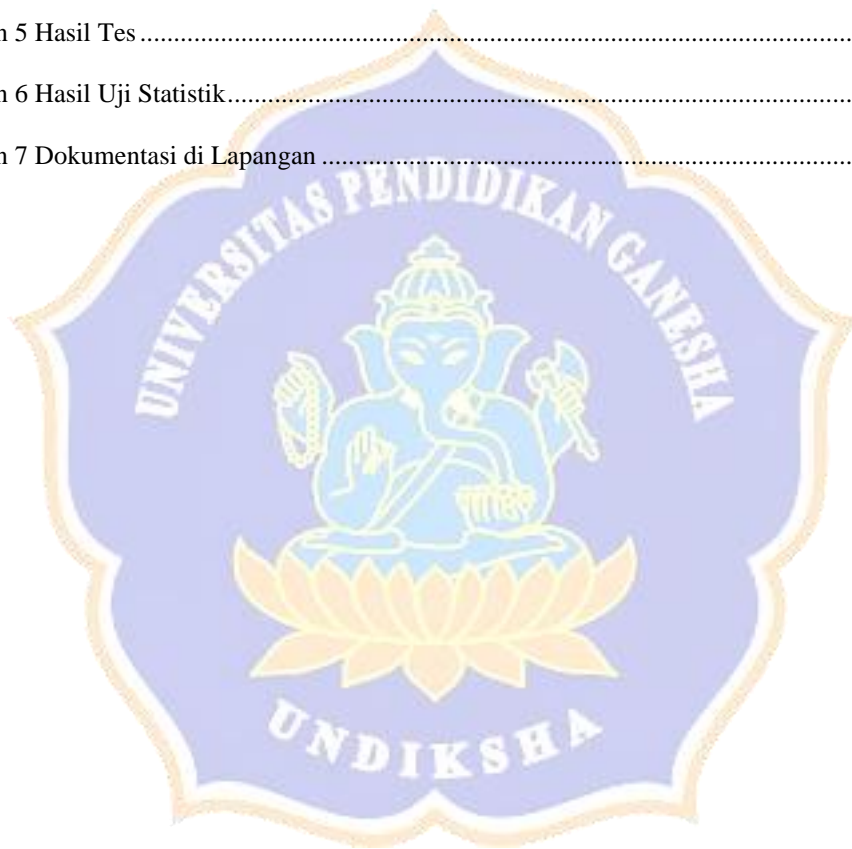 n 5 Hasil Tes ........................................................................................................
n 6 Hasil Uji Statistik...........................................................................................
n 7 Dokumentasi di Lapangan ...............................................................................
UNIVERSITAS PENDIDIKAN GANESHA
UNDIKSHA